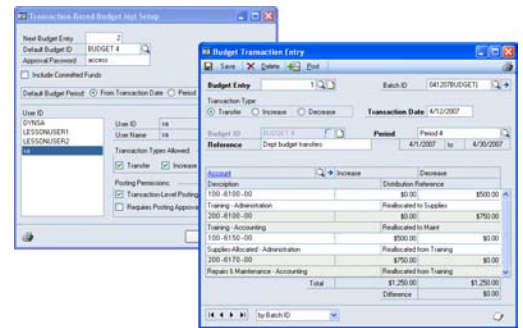 Transaction-Based Budget Mgt Setup
Next Budget Entry 2
Default Budget ID BUDGET 4
Approval Password access
Include Committed Funds
Default Budget Period: From Transaction Date Period
User ID
DYNSA
LESSONUSER1
LESSONUSER2
sa
User ID sa
User Name sa
Transaction Types Allowed:
Transfer Increase
Posting Permissions:
Transaction-Level Posting
Requires Posting Approval
Budget Transaction Entry
Save Delete Post
Budget Entry 1 Batch ID 041207BUDGET1
Transaction Type:
Transfer Increase Decrease Transaction Date 4/12/2007
Budget ID BUDGET 4 Period Period 4
Reference Dept budget transfers 4/1/2007 to 4/30/2007
Account Increase Decrease
Description Distribution Reference
100-6100-00 $0.00 $500.00
Training - Administration Reallocated to Supplies
200-6100-00 $0.00 $750.00
Training - Accounting Reallocated to Maint
100-6150-00 $500.00 $0.00
Supplies Allocated - Administration Reallocated from Training
200-6170-00 $750.00 $0.00
Repairs & Maintenance - Accounting Reallocated from Training
Total $1,250.00 $1,250.00
Difference $0.00
by Batch ID